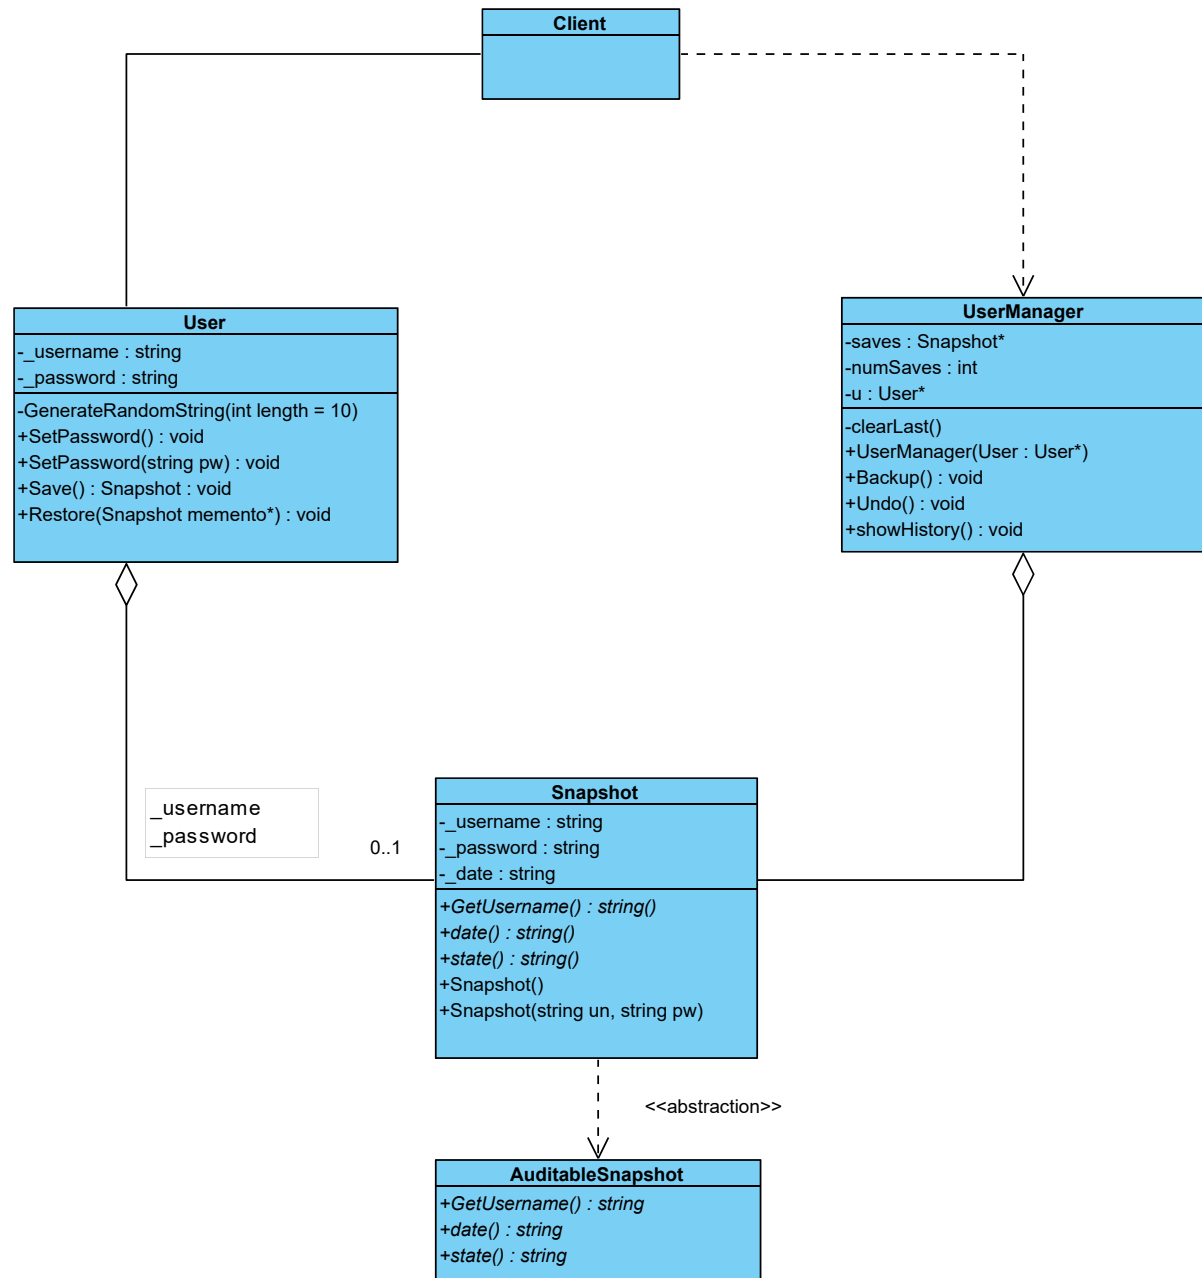 Client
User
-_username : string
-_password : string
-GenerateRandomString(int length = 10)
+SetPassword() : void
+SetPassword(string pw) : void
+Save() : Snapshot : void
+Restore(Snapshot memento*) : void
UserManager
-saves : Snapshot*
-numSaves : int
-u : User*
-clearLast()
+UserManager(User : User*)
+Backup() : void
+Undo() : void
+showHistory() : void
_username
_password
0..1
Snapshot
-_username : string
-_password : string
-_date : string
+GetUsername() : string()
+date() : string()
+state() : string()
+Snapshot()
+Snapshot(string un, string pw)
<<abstraction>>
AuditableSnapshot
+GetUsername() : string
+date() : string
+state() : string